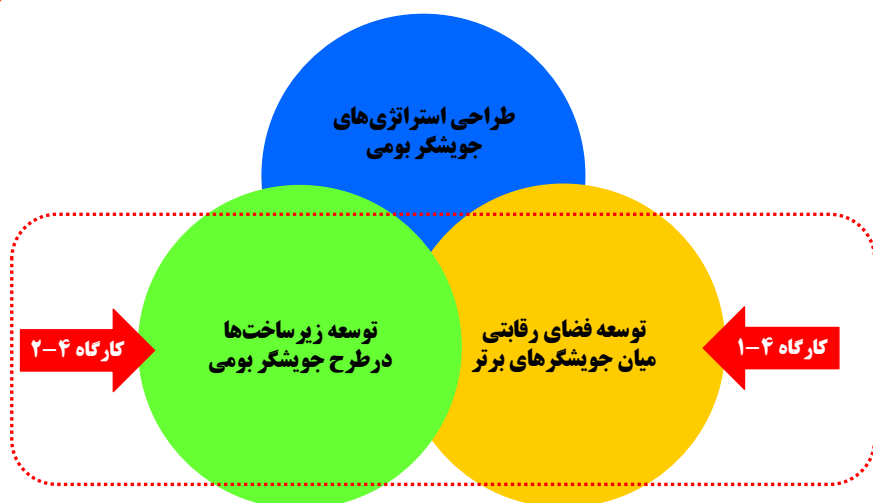 طراحی استراتژی‌های
جویشگر بومی
توسعه فضای رقابتی
میان جویشگرهای برتر
توسعه زیرساخت‌ها
درطرح جویشگر بومی
کارگاه ۴-۱
کارگاه ۴-۲